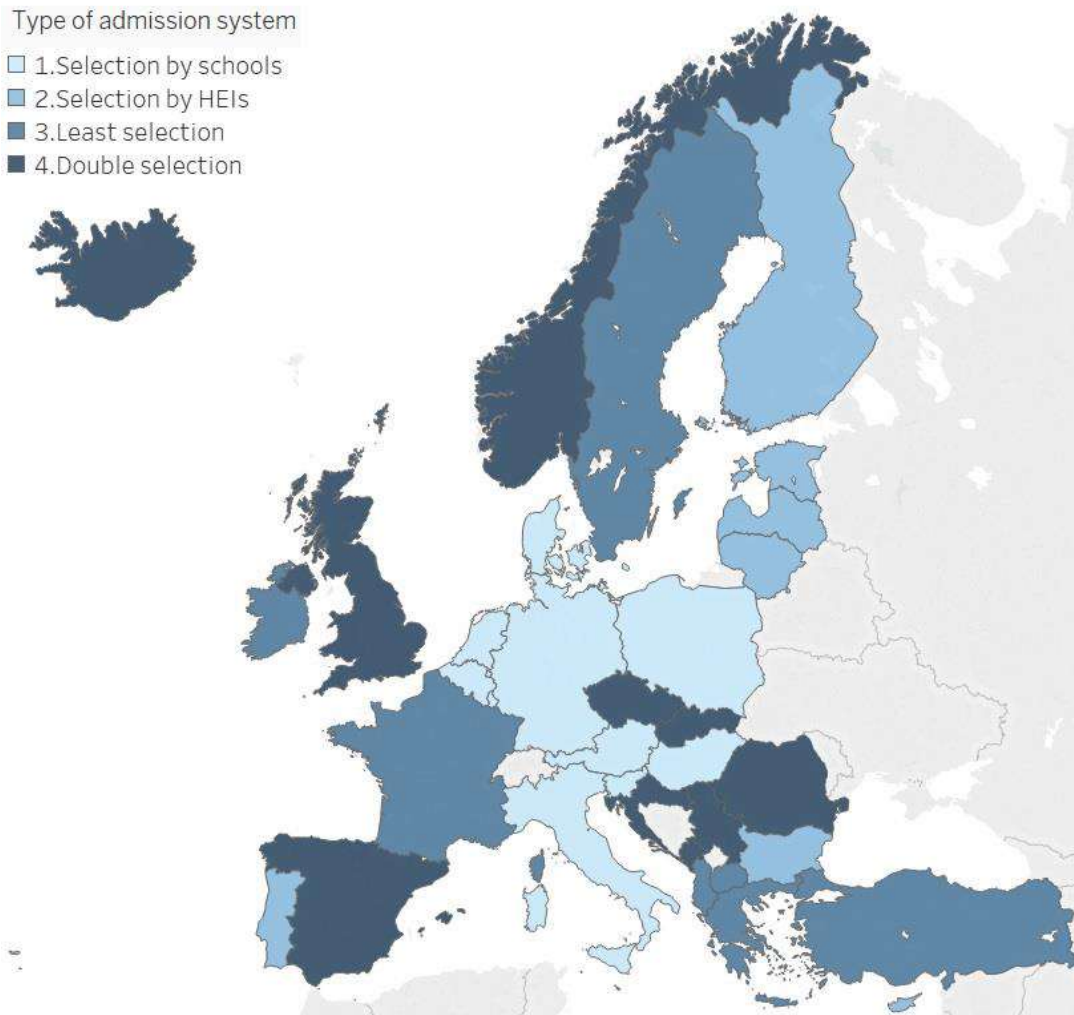 Type of admission system
1.Selection by schools
2.Selection by HEIs
3.Least selection
4.Double selection